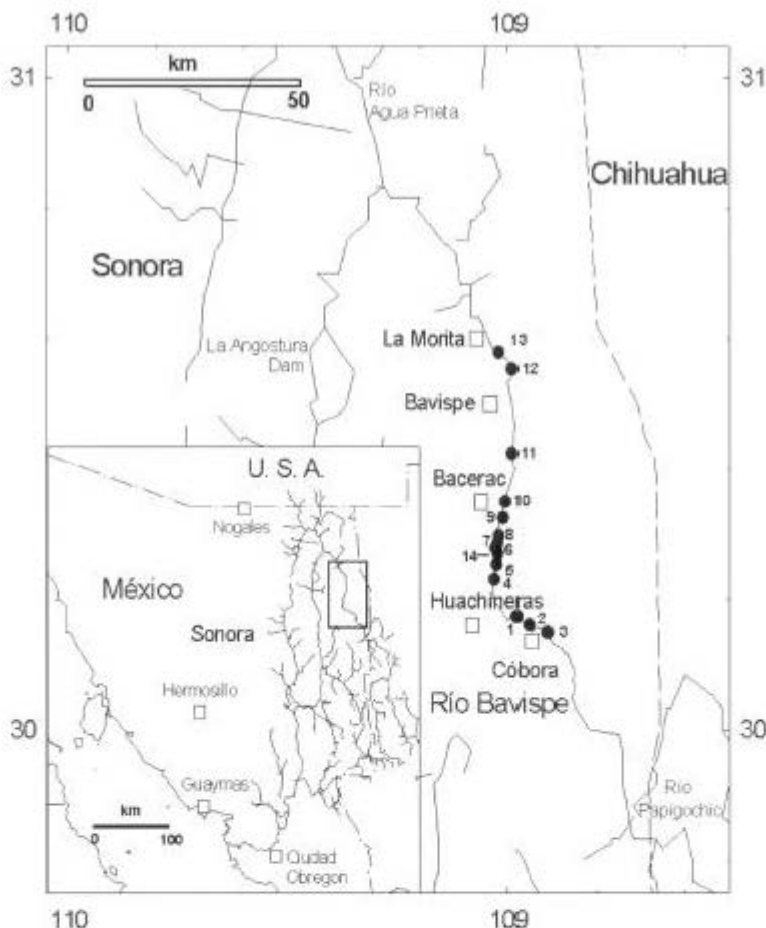 110 109
31 31
km
0 50
Río
Agua Prieta
Chihuahua
Sonora
La Angostura
Dam
La Morita
13
12
Bavispe
11
Bacerac
10
9
8
7
6
14
5
4
Huachineras
1
2
3
Cóbora
Río Bavispe
30 30
Río
Papigochic
U. S. A.
Nogales
México
Sonora
Hermosillo
Guaymas
km
0 100
Ciudad
Obregon
110 109